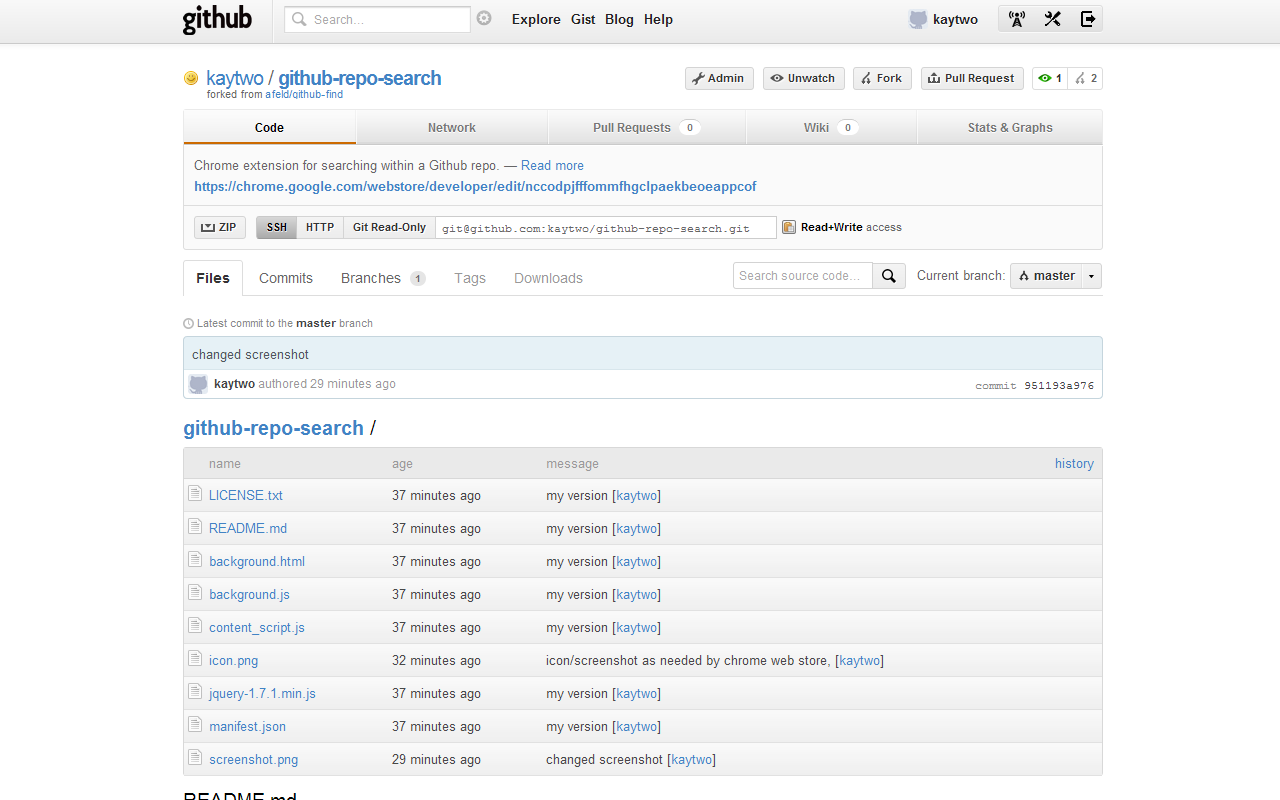 github Search... Explore Gist Blog Help kaytwo
kaytwo / github-repo-search Admin Unwatch Fork Pull Request 1 2
forked from afeld/github-find
Code Network Pull Requests 0 Wiki 0 Stats & Graphs
Chrome extension for searching within a Github repo. — Read more
https://chrome.google.com/webstore/developer/edit/nccodpjfffommfhgclpaekbeoeappcof
ZIP SSH HTTP Git Read-Only git@github.com:kaytwo/github-repo-search.git Read+Write access
Files Commits Branches 1 Tags Downloads Search source code... Current branch: master
Latest commit to the master branch
changed screenshot
kaytwo authored 29 minutes ago commit 951193a976
github-repo-search /
name age message history
LICENSE.txt 37 minutes ago my version [kaytwo]
README.md 37 minutes ago my version [kaytwo]
background.html 37 minutes ago my version [kaytwo]
background.js 37 minutes ago my version [kaytwo]
content_script.js 37 minutes ago my version [kaytwo]
icon.png 32 minutes ago icon/screenshot as needed by chrome web store, [kaytwo]
jquery-1.7.1.min.js 37 minutes ago my version [kaytwo]
manifest.json 37 minutes ago my version [kaytwo]
screenshot.png 29 minutes ago changed screenshot [kaytwo]
README.md